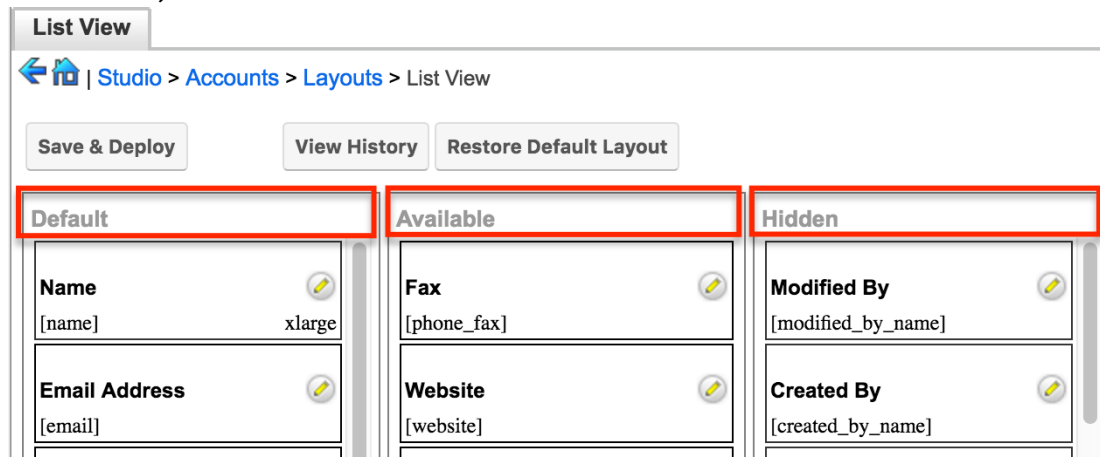 List View
| Studio > Accounts > Layouts > List View
Save & Deploy View History Restore Default Layout
Default Available Hidden
Name Fax Modified By
[name] xlarge [phone_fax] [modified_by_name]
Email Address Website Created By
[email] [website] [created_by_name]